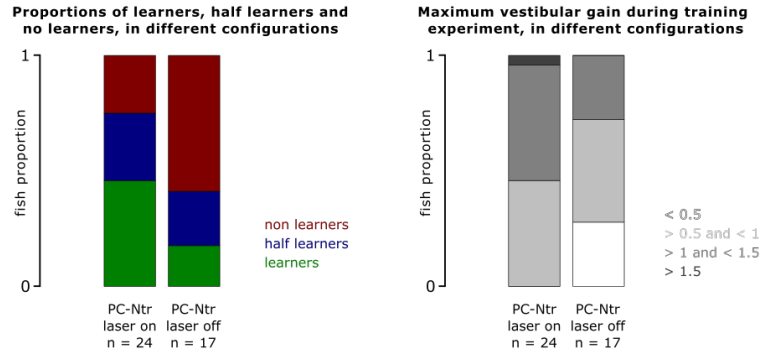 Proportions of learners, half learners and
no learners, in different configurations
1
fish proportion
0
non learners
half learners
learners
PC-Ntr
laser on
n = 24
PC-Ntr
laser off
n = 17
Maximum vestibular gain during training
experiment, in different configurations
1
fish proportion
0
< 0.5
> 0.5 and < 1
> 1 and < 1.5
> 1.5
PC-Ntr
laser on
n = 24
PC-Ntr
laser off
n = 17